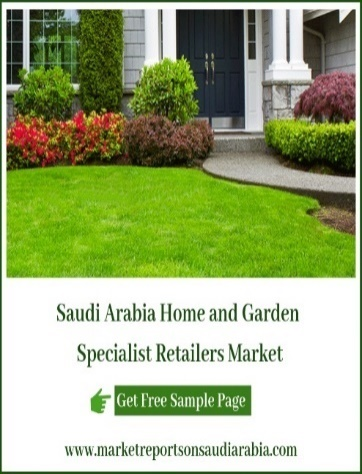 Saudi Arabia Home and Garden
Specialist Retailers Market
Get Free Sample Page
www.marketreportsonsaudiarabia.com